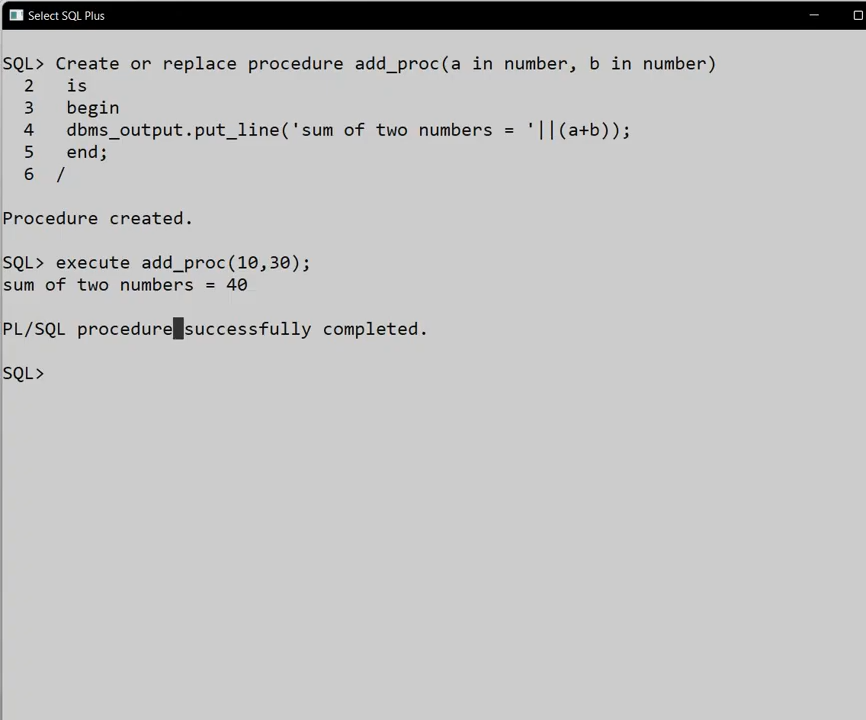 Select SQL Plus
SQL> Create or replace procedure add_proc(a in number, b in number)
2 is
3 begin
4 dbms_output.put_line('sum of two numbers = '||(a+b));
5 end;
6 /
Procedure created.
SQL> execute add_proc(10,30);
sum of two numbers = 40
PL/SQL procedure successfully completed.
SQL>